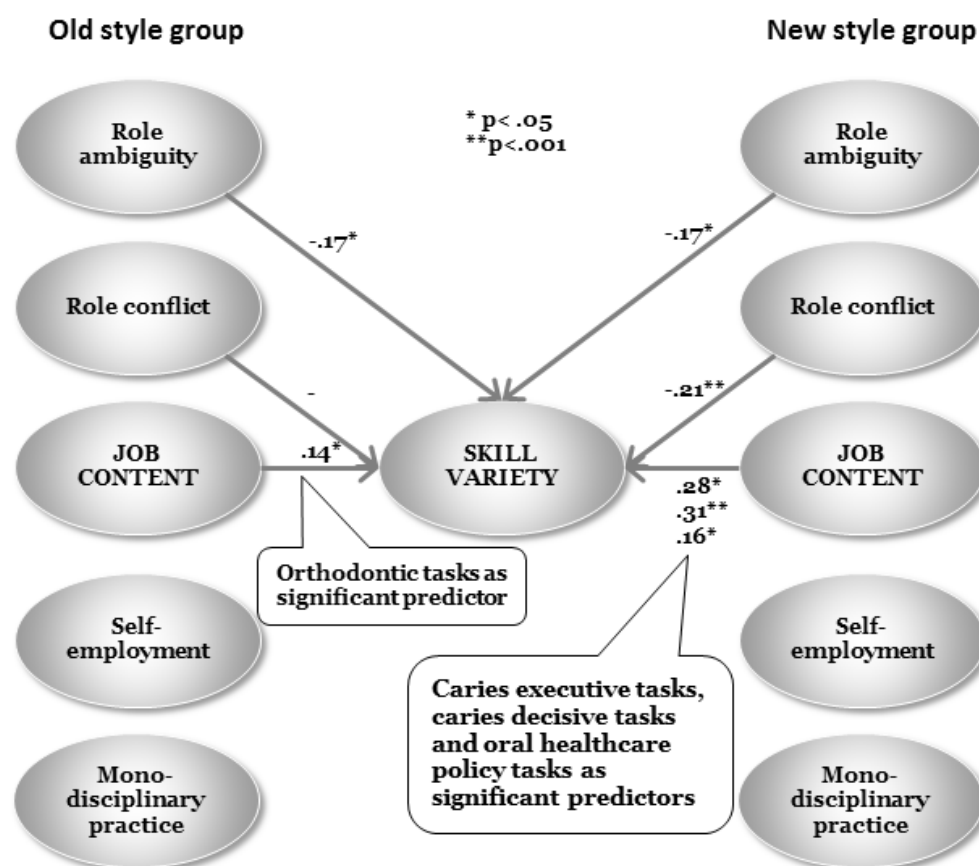 Old style group
New style group
Role
ambiguity
* p< .05
**p<.001
Role
ambiguity
-.17*
-.17*
Role conflict
Role conflict
-
-.21**
JOB
CONTENT
.14*
SKILL
VARIETY
JOB
CONTENT
.28*
.31**
.16*
Orthodontic tasks as
significant predictor
Self-
employment
Self-
employment
Caries executive tasks,
caries decisive tasks
and oral healthcare
policy tasks as
significant predictors
Mono-
disciplinary
practice
Mono-
disciplinary
practice